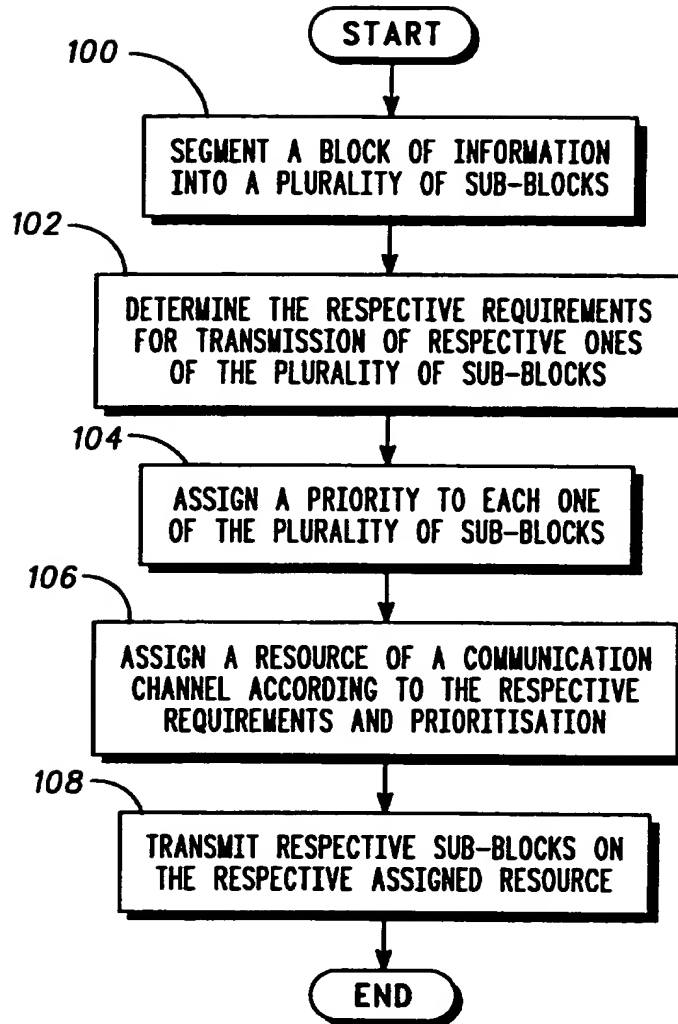 START
100
SEGMENT A BLOCK OF INFORMATION
INTO A PLURALITY OF SUB-BLOCKS
102
DETERMINE THE RESPECTIVE REQUIREMENTS
FOR TRANSMISSION OF RESPECTIVE ONES
OF THE PLURALITY OF SUB-BLOCKS
104
ASSIGN A PRIORITY TO EACH ONE
OF THE PLURALITY OF SUB-BLOCKS
106
ASSIGN A RESOURCE OF A COMMUNICATION
CHANNEL ACCORDING TO THE RESPECTIVE
REQUIREMENTS AND PRIORITISATION
108
TRANSMIT RESPECTIVE SUB-BLOCKS ON
THE RESPECTIVE ASSIGNED RESOURCE
END